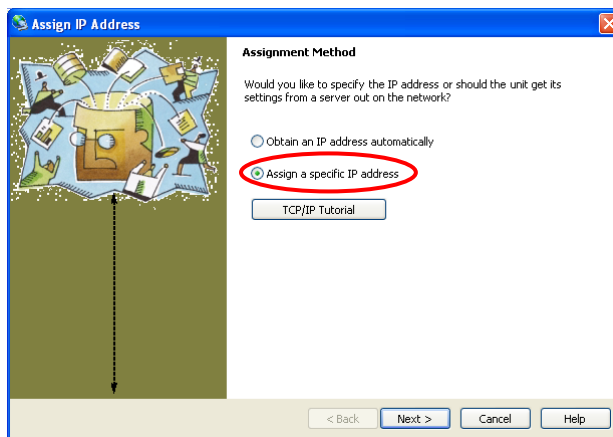 Assign IP Address
Assignment Method
Would you like to specify the IP address or should the unit get its
settings from a server out on the network?
Obtain an IP address automatically
Assign a specific IP address
TCP/IP Tutorial
< Back
Next >
Cancel
Help